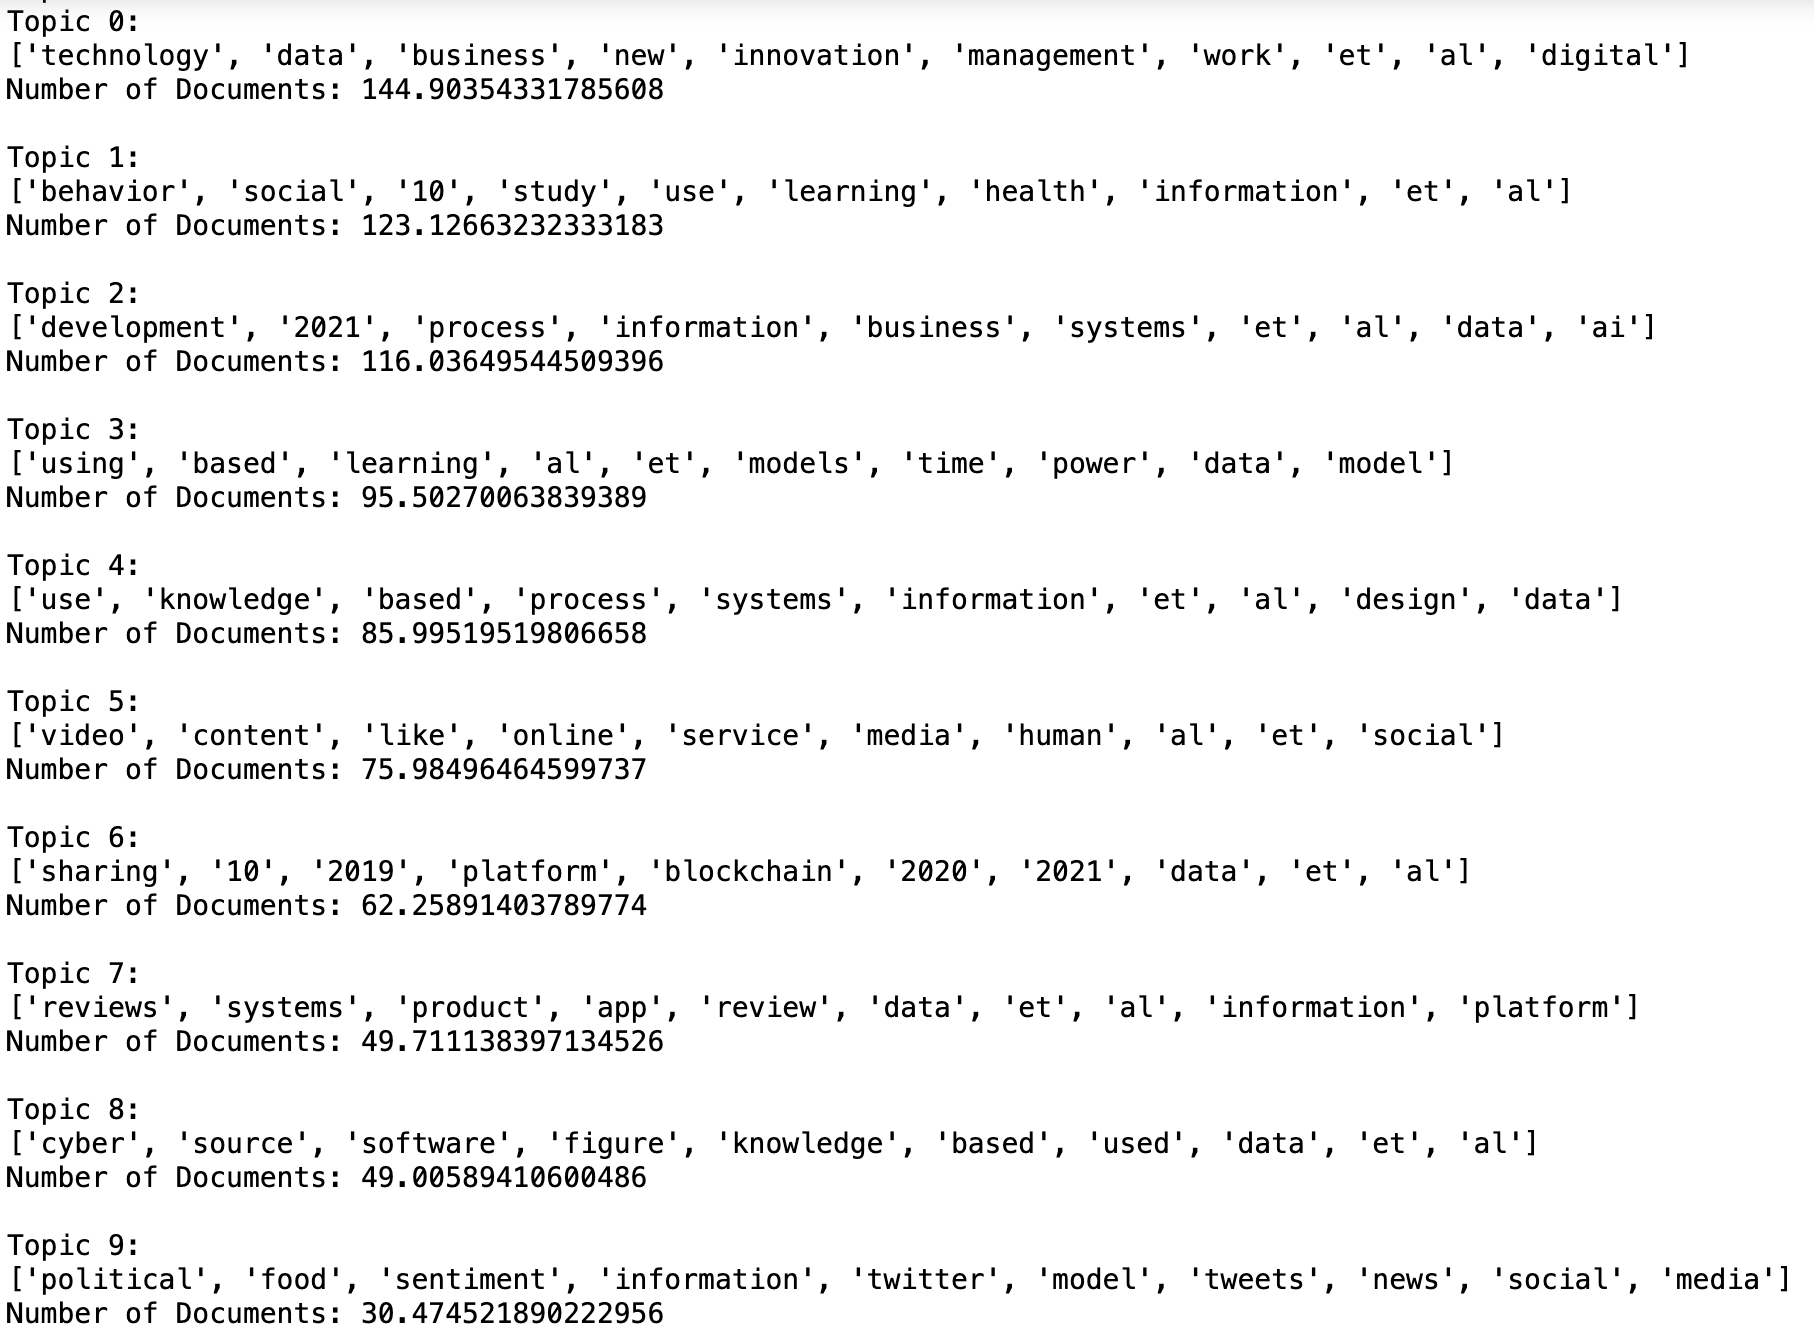 Topic 0:
['technology', 'data', 'business', 'new', 'innovation', 'management', 'work', 'et', 'al', 'digital']
Number of Documents: 144.90354331785608
Topic 1:
['behavior', 'social', '10', 'study', 'use', 'learning', 'health', 'information', 'et', 'al']
Number of Documents: 123.12663232333183
Topic 2:
['development', '2021', 'process', 'information', 'business', 'systems', 'et', 'al', 'data', 'ai']
Number of Documents: 116.03649544509396
Topic 3:
['using', 'based', 'learning', 'al', 'et', 'models', 'time', 'power', 'data', 'model']
Number of Documents: 95.50270063839389
Topic 4:
['use', 'knowledge', 'based', 'process', 'systems', 'information', 'et', 'al', 'design', 'data']
Number of Documents: 85.99519519806658
Topic 5:
['video', 'content', 'like', 'online', 'service', 'media', 'human', 'al', 'et', 'social']
Number of Documents: 75.98496464599737
Topic 6:
['sharing', '10', '2019', 'platform', 'blockchain', '2020', '2021', 'data', 'et', 'al']
Number of Documents: 62.25891403789774
Topic 7:
['reviews', 'systems', 'product', 'app', 'review', 'data', 'et', 'al', 'information', 'platform']
Number of Documents: 49.711138397134526
Topic 8:
['cyber', 'source', 'software', 'figure', 'knowledge', 'based', 'used', 'data', 'et', 'al']
Number of Documents: 49.00589410600486
Topic 9:
['political', 'food', 'sentiment', 'information', 'twitter', 'model', 'tweets', 'news', 'social', 'media']
Number of Documents: 30.474521890222956